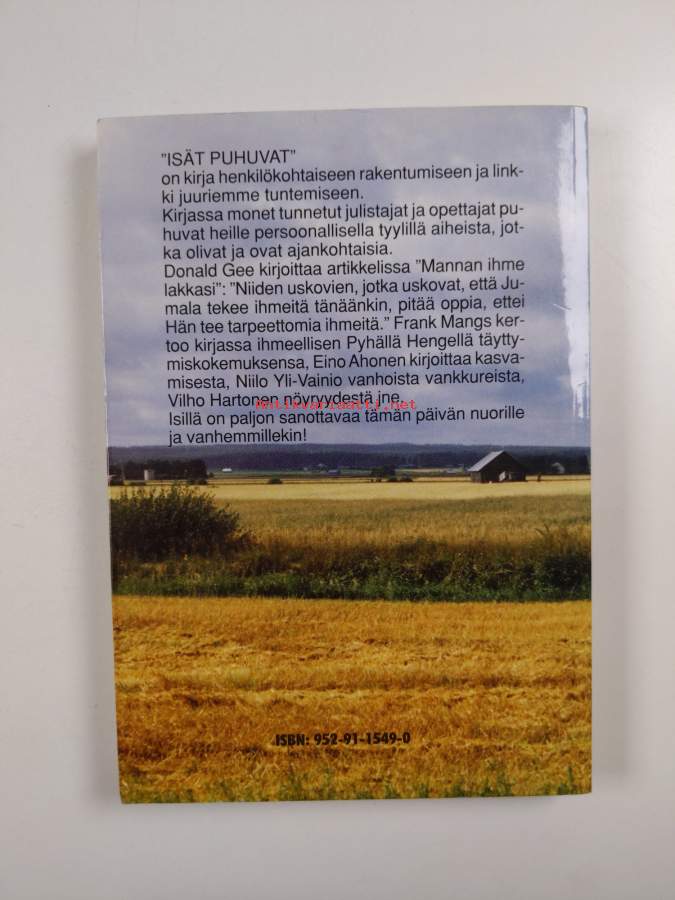 "ISÄT PUHUVAT"
on kirja henkilökohtaiseen rakentumiseen ja link-
ki juuriemme tuntemiseen.
Kirjassa monet tunnetut julistajat ja opettajat pu-
huvat heille persoonallisella tyylillä aiheista, jot-
ka olivat ja ovat ajankohtaisia.
Donald Gee kirjoittaa artikkelissa "Mannan ihme
lakkasi": "Niiden uskovien, jotka uskovat, että Ju-
mala tekee ihmeitä tänäänkin, pitää oppia, ettei
Hän tee tarpeettomia ihmeitä." Frank Mangs ker-
too kirjassa ihmeellisen Pyhällä Hengellä täytty-
miskokemuksensa, Eino Ahonen kirjoittaa kasva-
misesta, Niilo Yli-Vainio vanhoista vankkureista,
Vilho Hartonen nöyryydestä jne.
Antikvariaatti.net
Isillä on paljon sanottavaa tämän päivän nuorille
ja vanhemmillekin!
ISBN: 952-91-1549-0